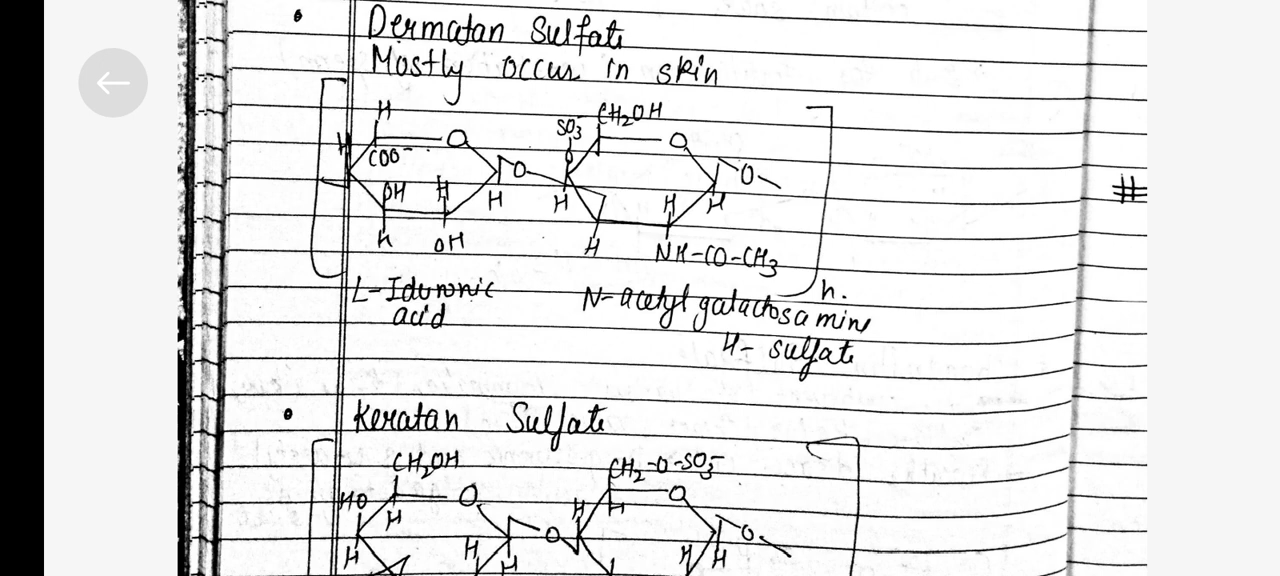 Dermatan Sulfate
Mostly occur in skin
H
CH₂OH
SO₃⁻
O
O
H
COO⁻
O
O
O
OH
H
H
H
H
H
H
OH
H
NH-CO-CH₃
L-Iduronic
acid
N-acetyl galactosamine
4-sulfate
n.
#
Keratan Sulfate
CH₂OH
CH₂-O-SO₃⁻
HO
O
O
H
H
H
O
O
H
H
H
H
H